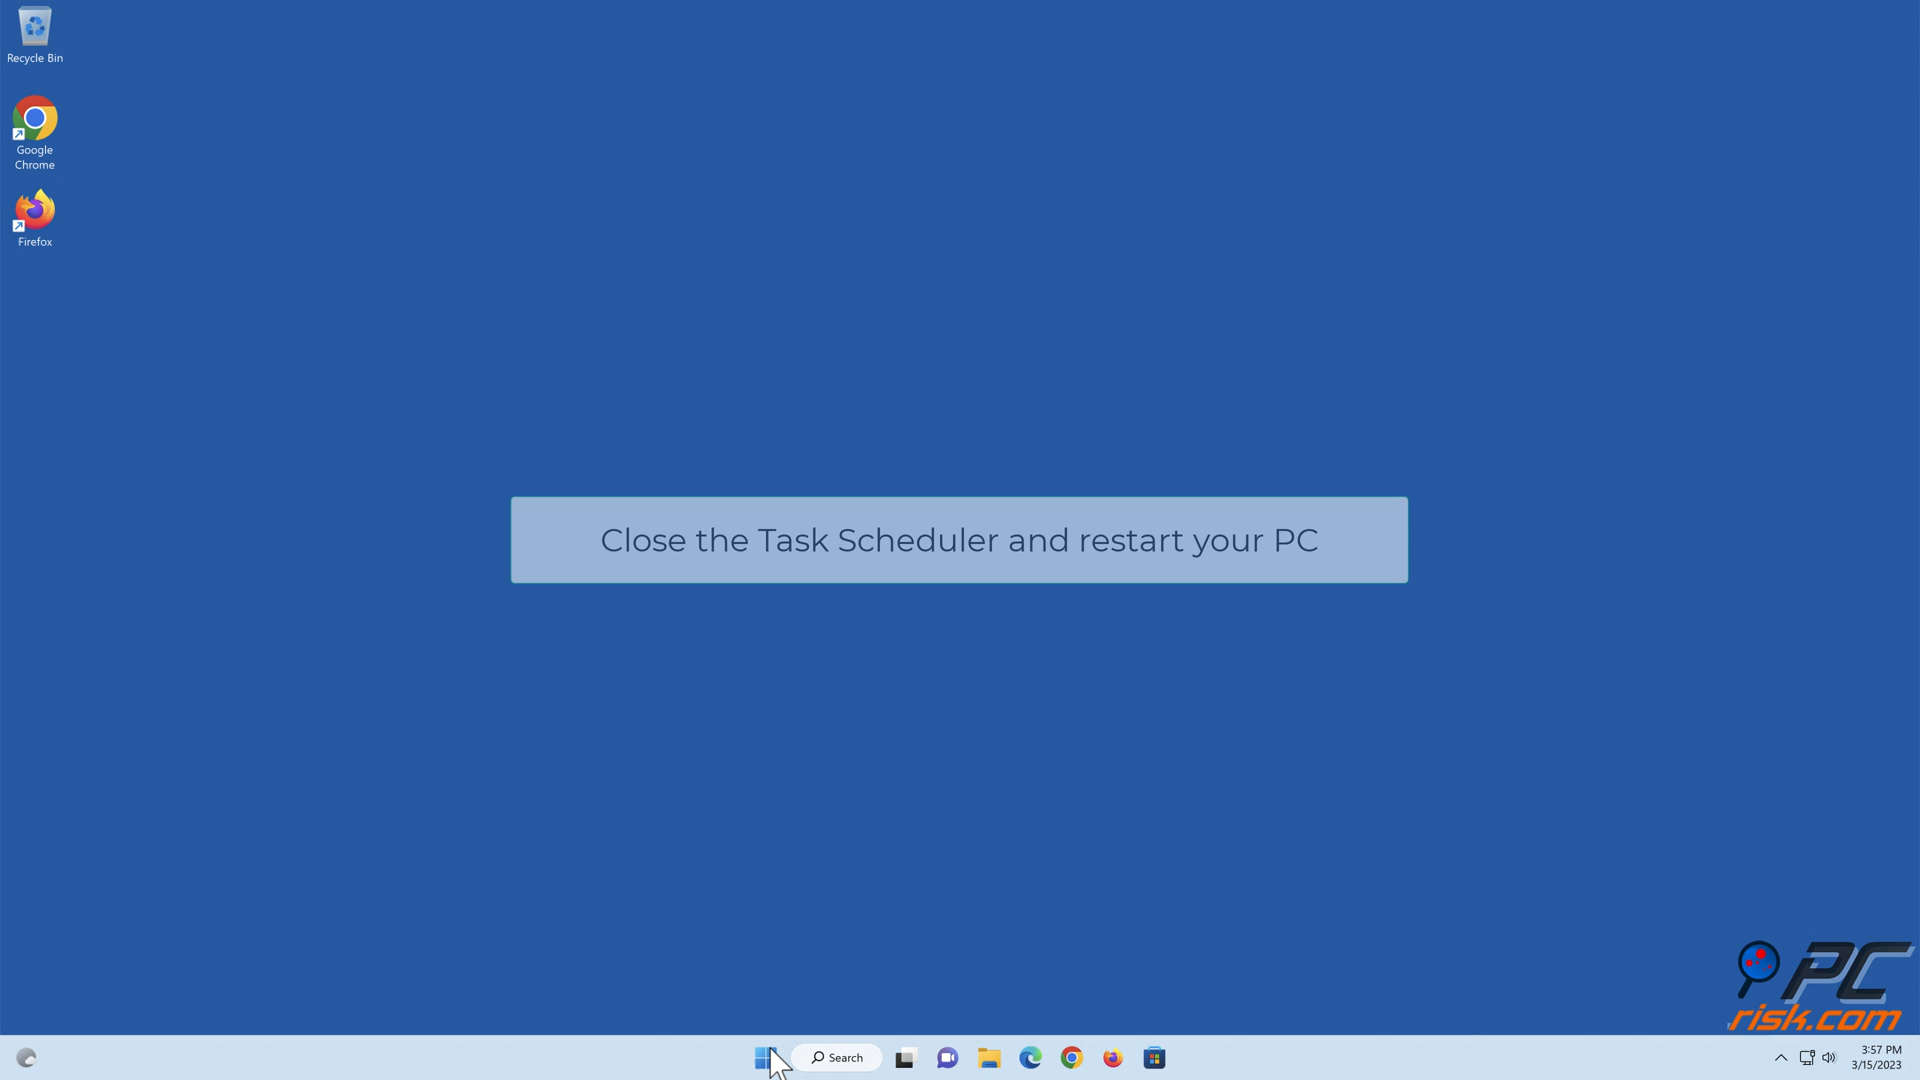 Recycle Bin
Google
Chrome
Firefox
Close the Task Scheduler and restart your PC
PC
risk.com
Search
3:57 PM
3/15/2023